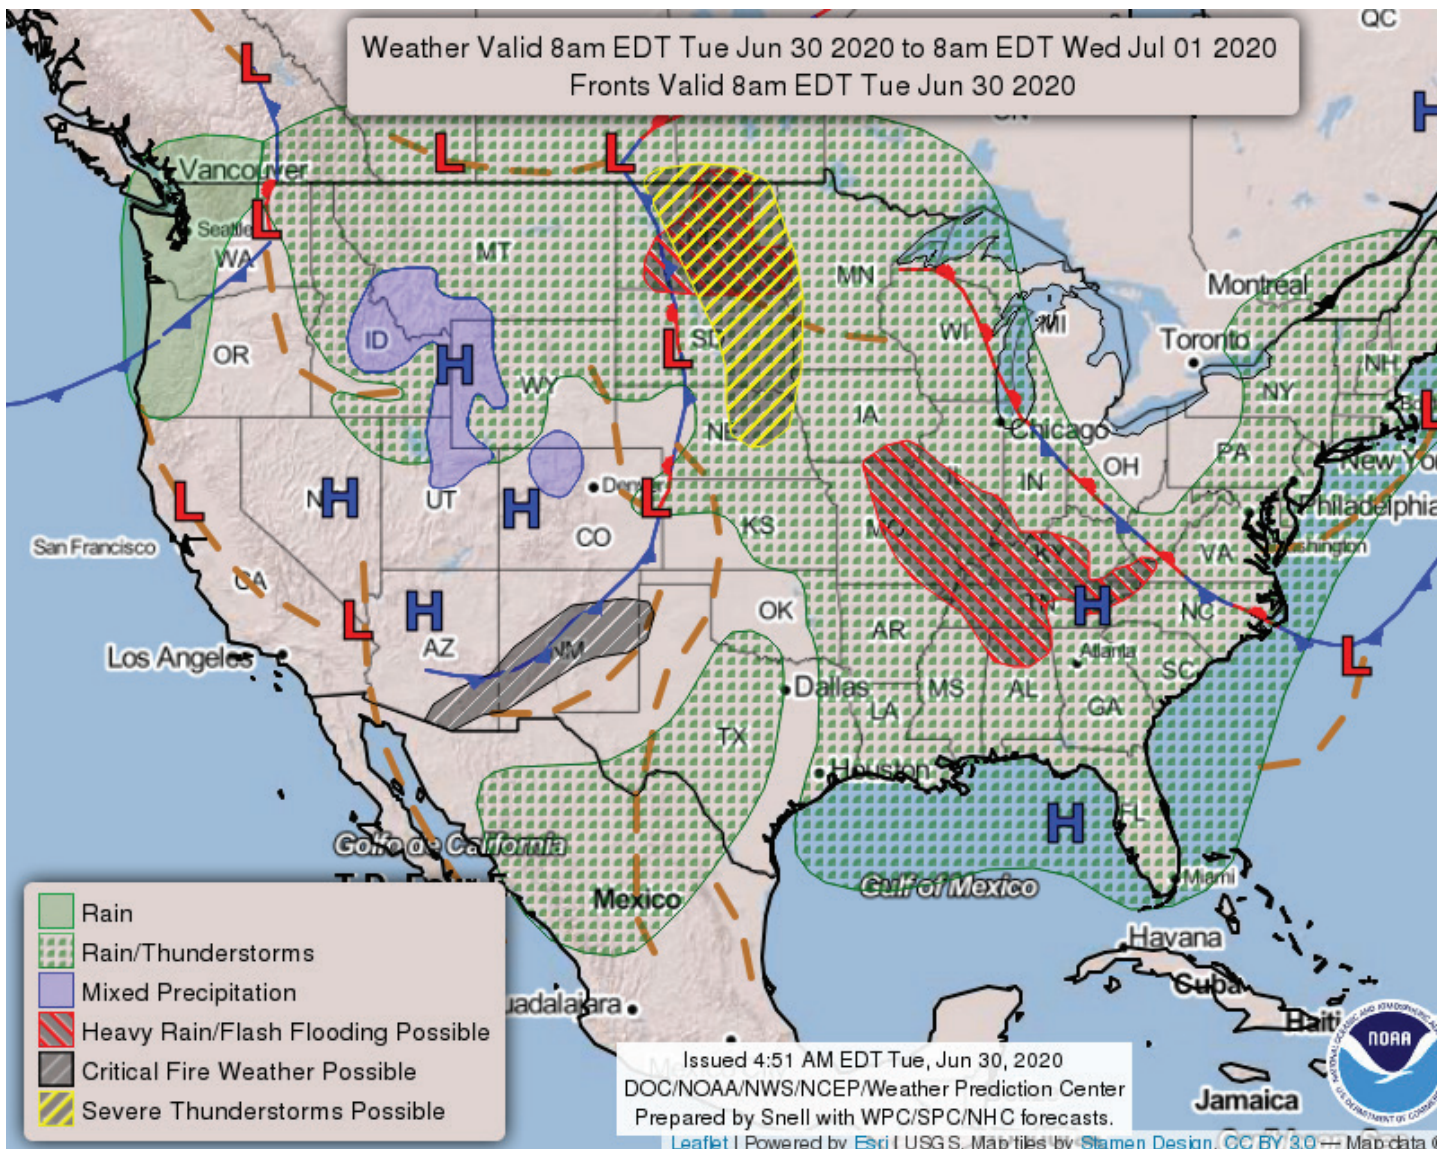 Weather Valid 8am EDT Tue Jun 30 2020 to 8am EDT Wed Jul 01 2020
Fronts Valid 8am EDT Tue Jun 30 2020
QC
H
L
L
L
Vancouver
Seattle
L
WA
MT
MN
Montreal
ID
OR
H
WY
SD
L
WI
MI
Toronto
NH
NY
L
IA
Chicago
PA
OH
New Yo
NE
IN
IL
L
H
UT
H
Denver
L
CO
KS
MO
KY
VA
Philadelphia
Washington
San Francisco
CA
L
H
AZ
NM
OK
AR
TN
H
NC
Los Angeles
Atlanta
SC
L
Dallas
LA
MS
AL
GA
TX
Houston
H
FL
Golfo de California
Gulf of Mexico
Miami
Mexico
Havana
Cuba
Haiti
uadalajara
Jamaica
Rain
Rain/Thunderstorms
Mixed Precipitation
Heavy Rain/Flash Flooding Possible
Critical Fire Weather Possible
Severe Thunderstorms Possible
Issued 4:51 AM EDT Tue, Jun 30, 2020
DOC/NOAA/NWS/NCEP/Weather Prediction Center
Prepared by Snell with WPC/SPC/NHC forecasts.
NOAA
Leaflet | Powered by Esri | USGS, Map tiles by Stamen Design, CC BY 3.0 — Map data ©